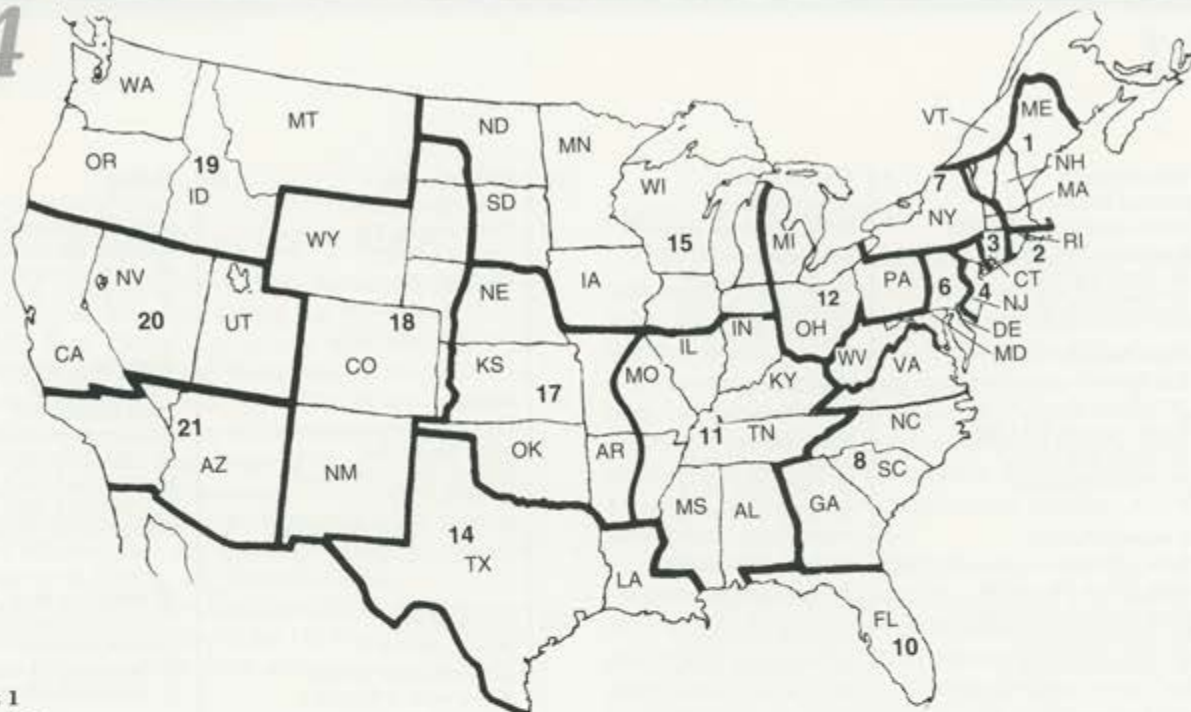 4
WA
MT
ND
MN
VT
ME
1
OR
19
ID
SD
WI
NH
7
MA
NY
WY
15
MI
3
RI
2
NV
IA
PA
CT
NE
12
6
4
NJ
20
UT
18
OH
DE
IN
MD
CA
CO
IL
WV
VA
KS
MO
KY
17
21
NC
11
TN
AZ
NM
OK
AR
8
SC
MS
AL
GA
14
TX
LA
FL
10
1